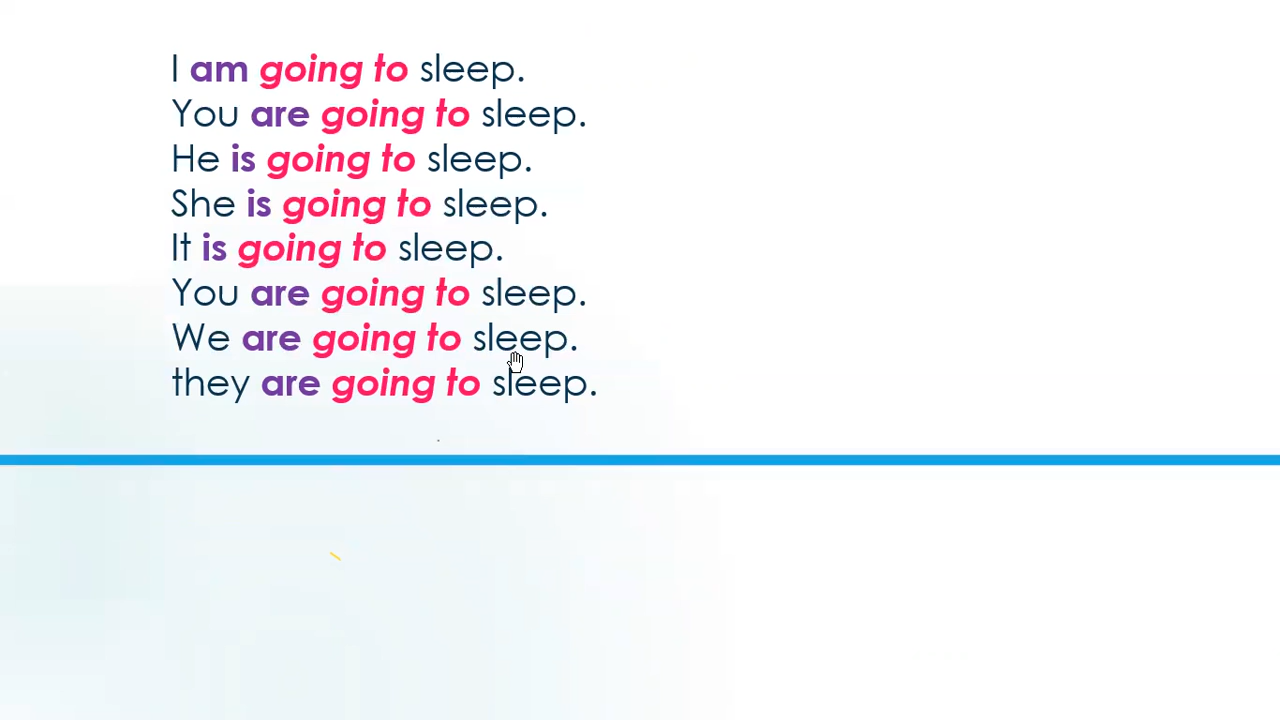 I am going to sleep.
You are going to sleep.
He is going to sleep.
She is going to sleep.
It is going to sleep.
You are going to sleep.
We are going to sleep.
they are going to sleep.